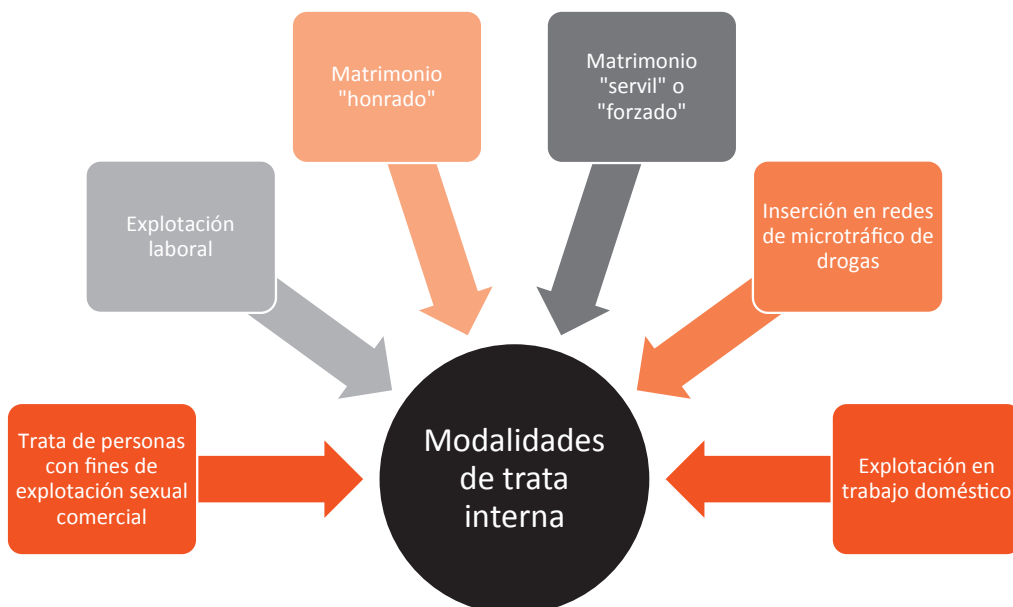 Matrimonio
"honrado"
Matrimonio
"servil" o
"forzado"
Explotación
laboral
Inserción en redes
de microtráfico de
drogas
Trata de personas
con fines de
explotación sexual
comercial
Modalidades
de trata
interna
Explotación en
trabajo doméstico